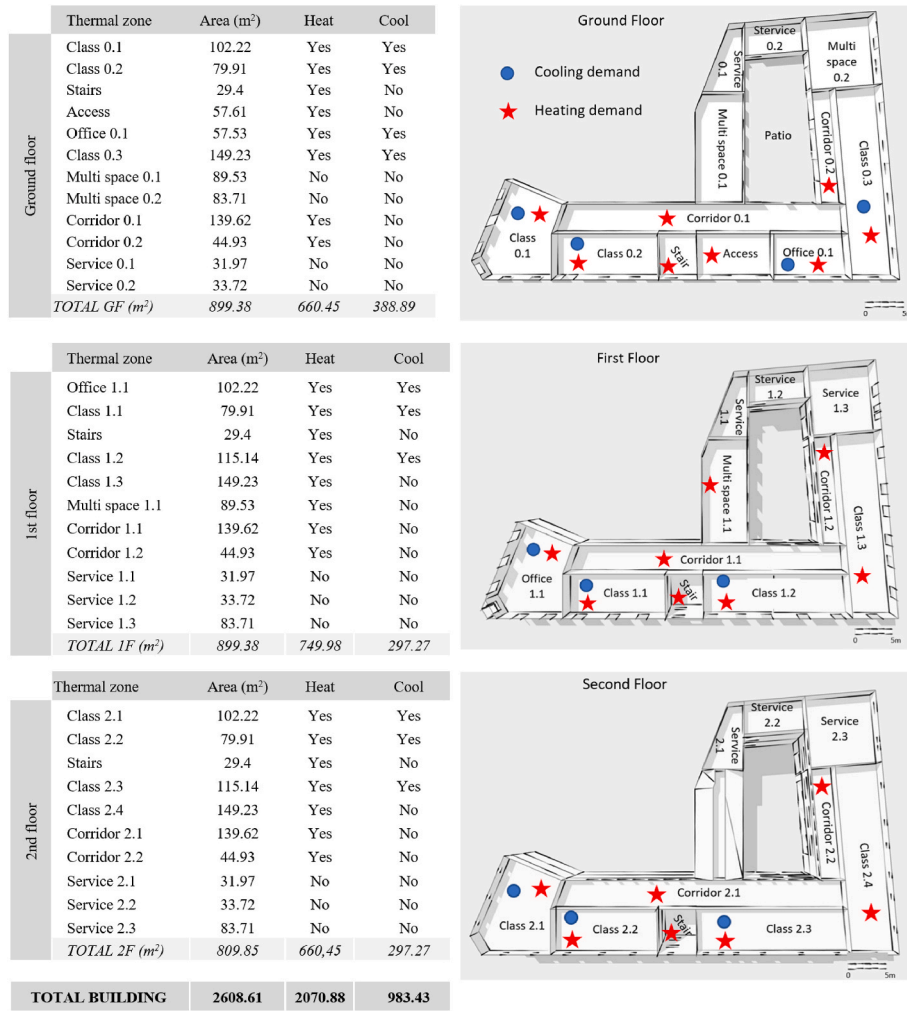 Thermal zone Area (m²) Heat Cool
Ground floor
Class 0.1 102.22 Yes Yes
Class 0.2 79.91 Yes Yes
Stairs 29.4 Yes No
Access 57.61 Yes No
Office 0.1 57.53 Yes Yes
Class 0.3 149.23 Yes Yes
Multi space 0.1 89.53 No No
Multi space 0.2 83.71 No No
Corridor 0.1 139.62 Yes No
Corridor 0.2 44.93 Yes No
Service 0.1 31.97 No No
Service 0.2 33.72 No No
TOTAL GF (m²) 899.38 660.45 388.89
Ground Floor
Cooling demand
Heating demand
Service
0.1
Stervice
0.2
Multi
space
0.2
Multi space 0.1
Patio
Corridor 0.2
Class 0.3
Corridor 0.1
Class
0.1
Class 0.2
Stair
Access
Office 0.1
0 5
Thermal zone Area (m²) Heat Cool
1st floor
Office 1.1 102.22 Yes Yes
Class 1.1 79.91 Yes Yes
Stairs 29.4 Yes No
Class 1.2 115.14 Yes Yes
Class 1.3 149.23 Yes No
Multi space 1.1 89.53 Yes No
Corridor 1.1 139.62 Yes No
Corridor 1.2 44.93 Yes No
Service 1.1 31.97 No No
Service 1.2 33.72 No No
Service 1.3 83.71 No No
TOTAL 1F (m²) 899.38 749.98 297.27
First Floor
Service
1.1
Stervice
1.2
Service
1.3
Multi space 1.1
Corridor 1.2
Class 1.3
Corridor 1.1
Office
1.1
Class 1.1
Stair
Class 1.2
0 5m
Thermal zone Area (m²) Heat Cool
2nd floor
Class 2.1 102.22 Yes Yes
Class 2.2 79.91 Yes Yes
Stairs 29.4 Yes No
Class 2.3 115.14 Yes Yes
Class 2.4 149.23 Yes No
Corridor 2.1 139.62 Yes No
Corridor 2.2 44.93 Yes No
Service 2.1 31.97 No No
Service 2.2 33.72 No No
Service 2.3 83.71 No No
TOTAL 2F (m²) 809.85 660,45 297.27
Second Floor
Service
2.1
Stervice
2.2
Service
2.3
Corridor 2.2
Class 2.4
Corridor 2.1
Class 2.1
Class 2.2
Stair
Class 2.3
0 5m
TOTAL BUILDING 2608.61 2070.88 983.43